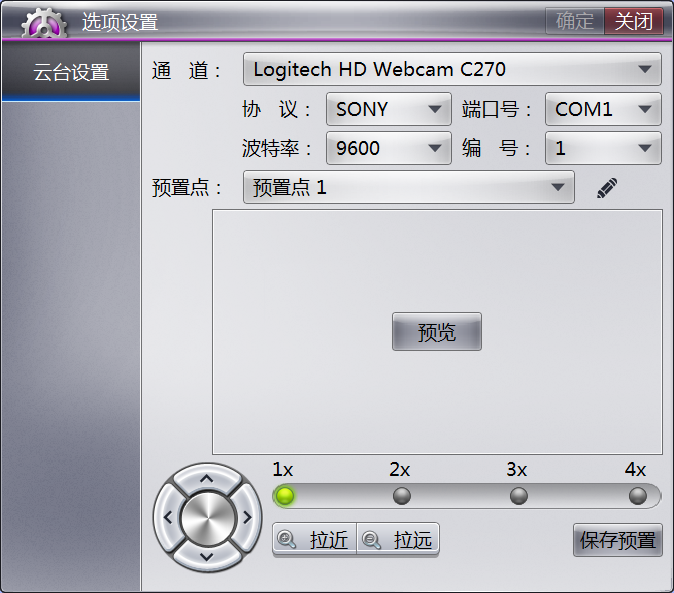 选项设置 确定 关闭
云台设置 通 道： Logitech HD Webcam C270
协 议： SONY 端口号： COM1
波特率： 9600 编 号： 1
预置点： 预置点 1
预览
1x 2x 3x 4x
拉近 拉远 保存预置